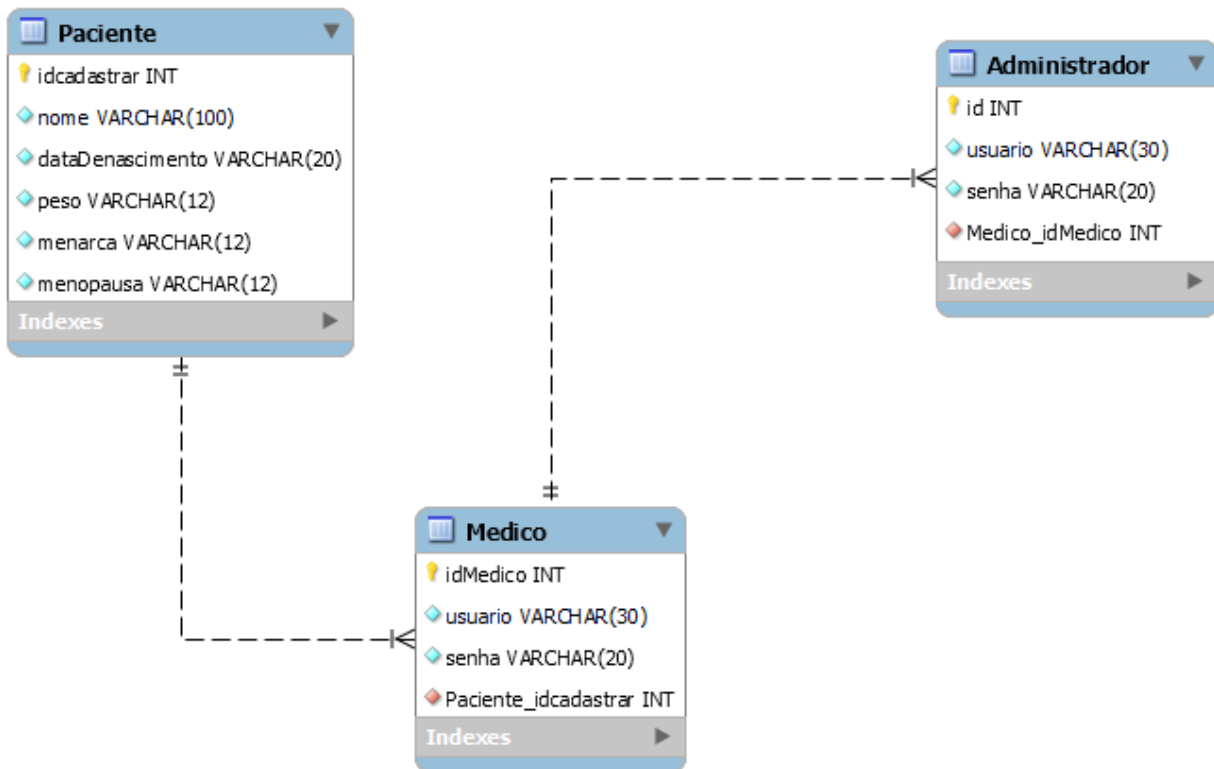 Paciente
idcadastrar INT
nome VARCHAR(100)
dataDenascimento VARCHAR(20)
peso VARCHAR(12)
menarca VARCHAR(12)
menopausa VARCHAR(12)
Indexes
Administrador
id INT
usuario VARCHAR(30)
senha VARCHAR(20)
Medico_idMedico INT
Indexes
Medico
idMedico INT
usuario VARCHAR(30)
senha VARCHAR(20)
Paciente_idcadastrar INT
Indexes